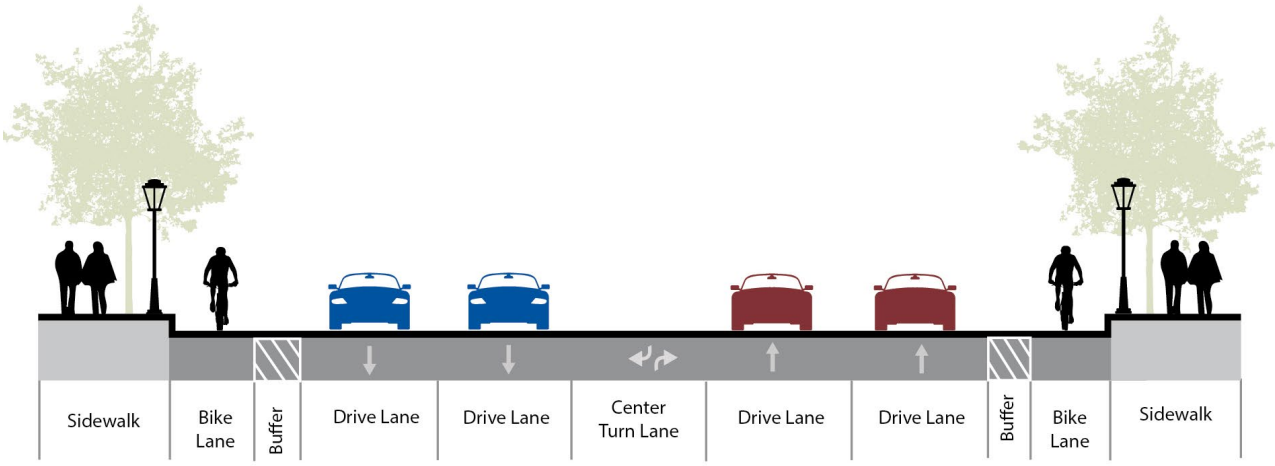 Sidewalk
Bike
Lane
Buffer
Drive Lane
Drive Lane
Center
Turn Lane
Drive Lane
Drive Lane
Buffer
Bike
Lane
Sidewalk